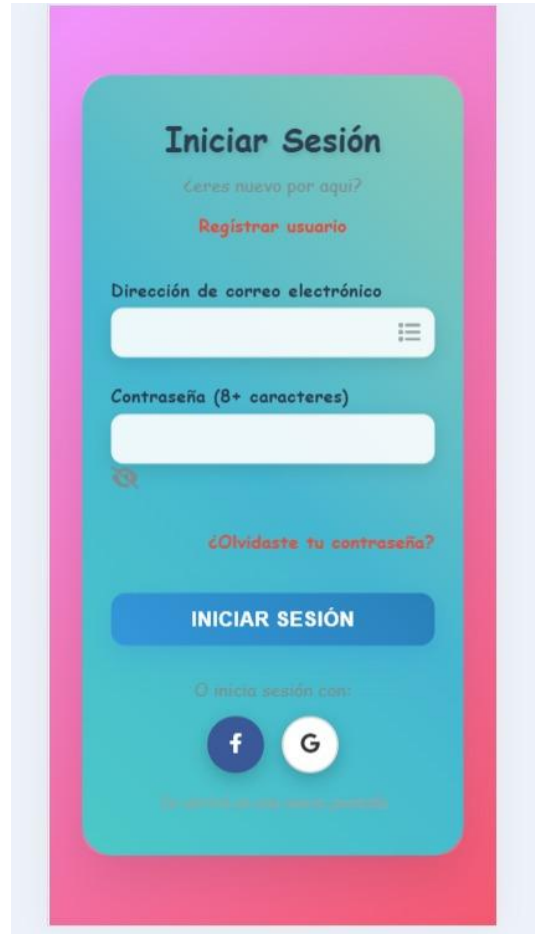 Iniciar Sesión
¿eres nuevo por aqui?
Registrar usuario
Dirección de correo electrónico
Contraseña (8+ caracteres)
¿Olvidaste tu contraseña?
INICIAR SESIÓN
O inicia sesión con:
f
G